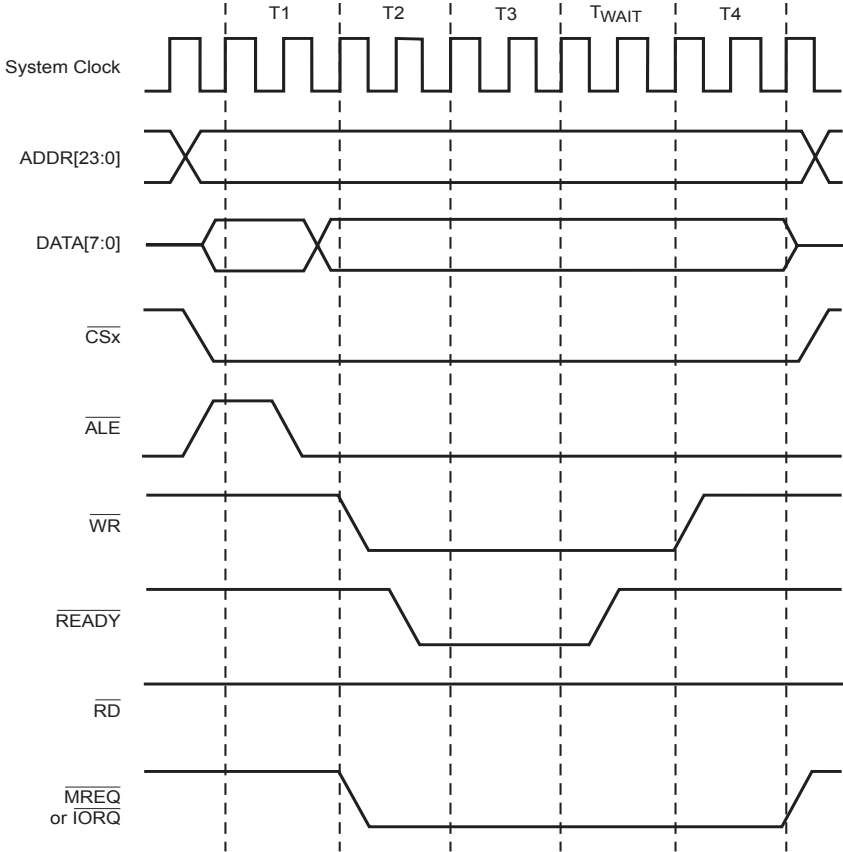 T1 T2 T3 TWAIT T4
System Clock
ADDR[23:0]
DATA[7:0]
CSx
ALE
WR
READY
RD
MREQ
or IORQ